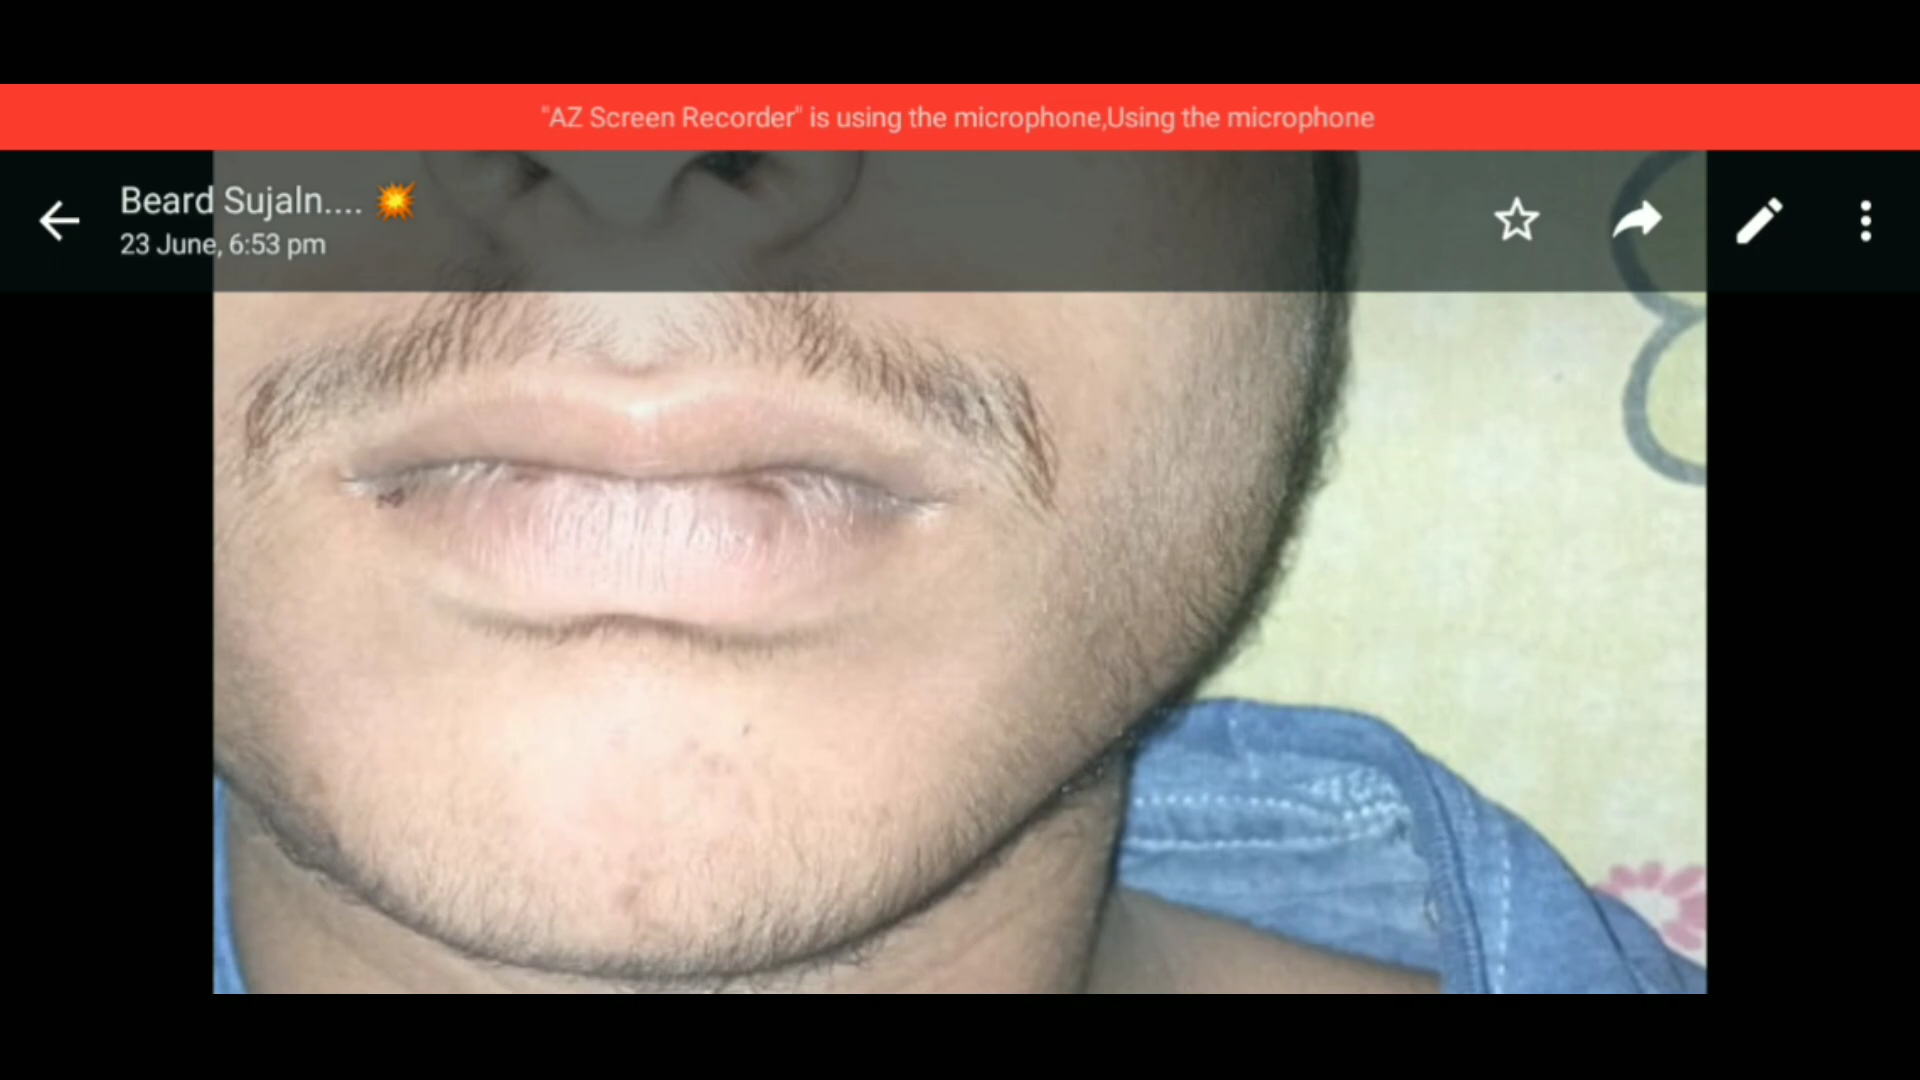 "AZ Screen Recorder" is using the microphone,Using the microphone
Beard Sujaln.... 💥
23 June, 6:53 pm